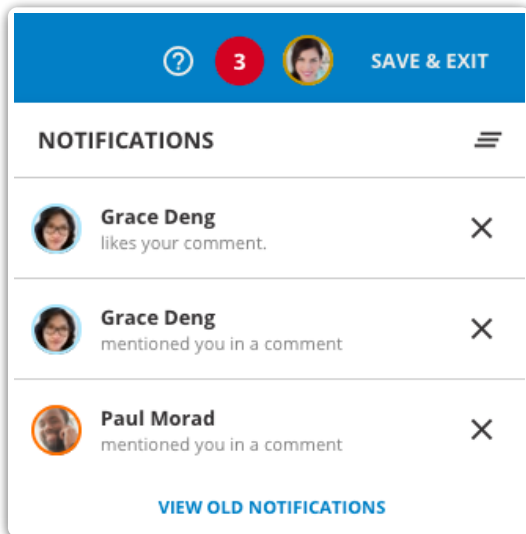 3
SAVE & EXIT
NOTIFICATIONS
Grace Deng
likes your comment.
Grace Deng
mentioned you in a comment
Paul Morad
mentioned you in a comment
VIEW OLD NOTIFICATIONS